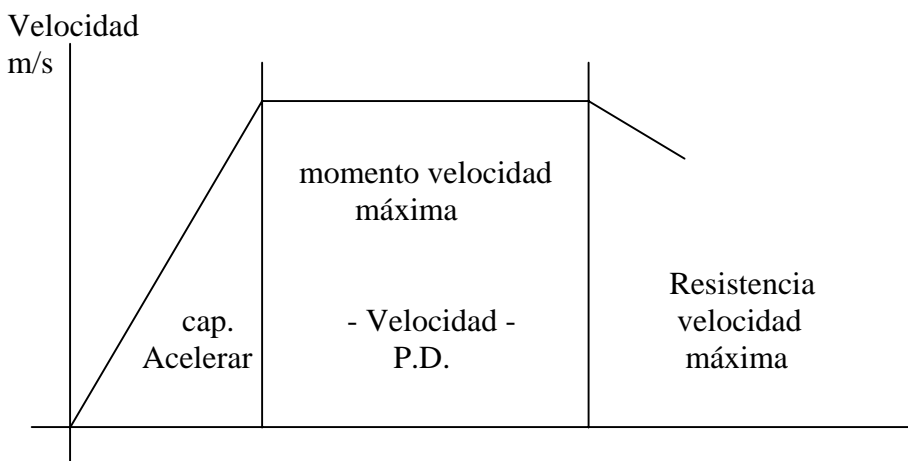 Velocidad
m/s
momento velocidad
máxima
cap.
Acelerar
- Velocidad -
P.D.
Resistencia
velocidad
máxima